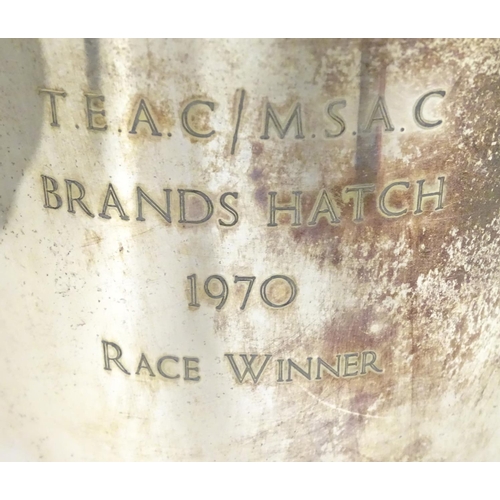 T.E.A.C/M.S.A.C
BRANDS HATCH
1970
RACE WINNER